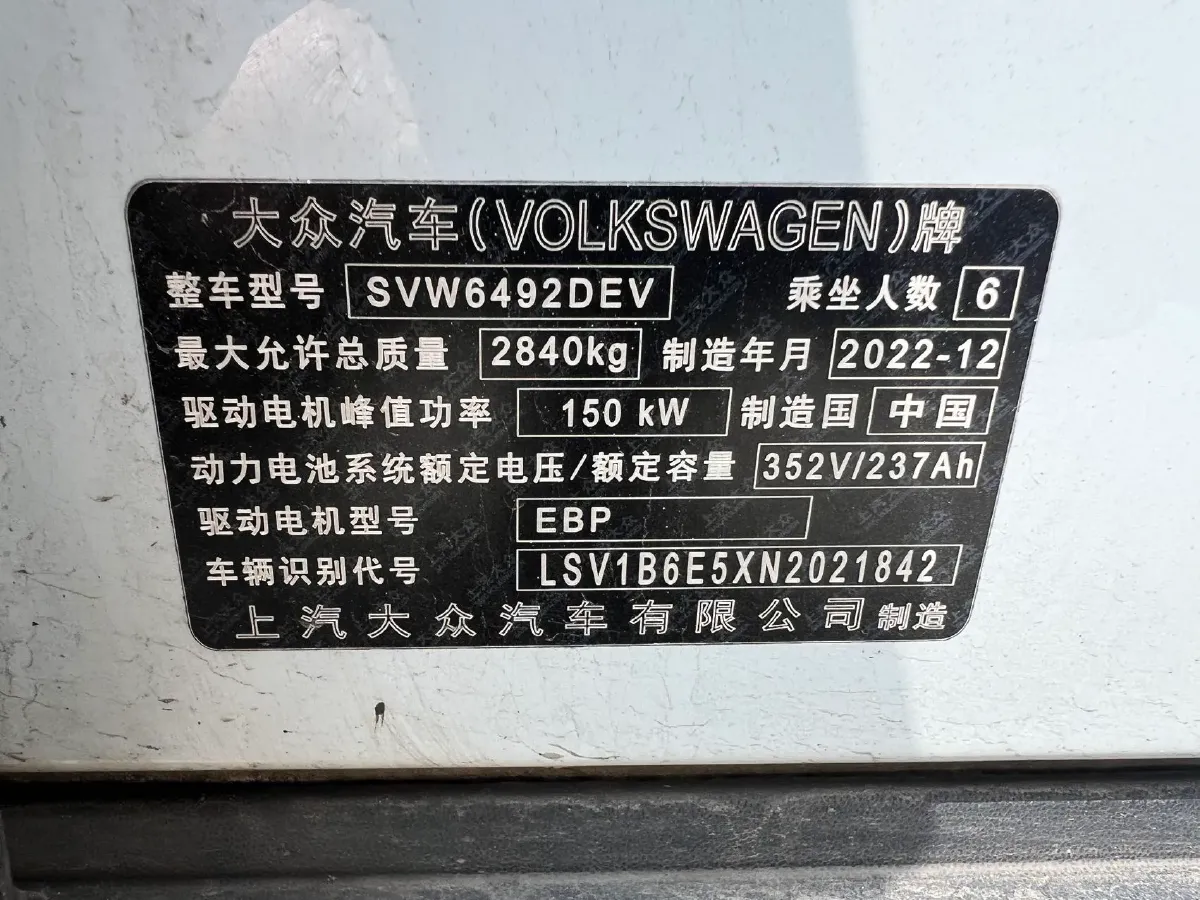 大众汽车(VOLKSWAGEN)牌
整车型号 SVW6492DEV 乘坐人数 6
最大允许总质量 2840kg 制造年月 2022-12
驱动电机峰值功率 150 kW 制造国 中国
动力电池系统额定电压/额定容量 352V/237Ah
驱动电机型号 EBP
车辆识别代号 LSV1B6E5XN2021842
上汽大众汽车有限公司 制造